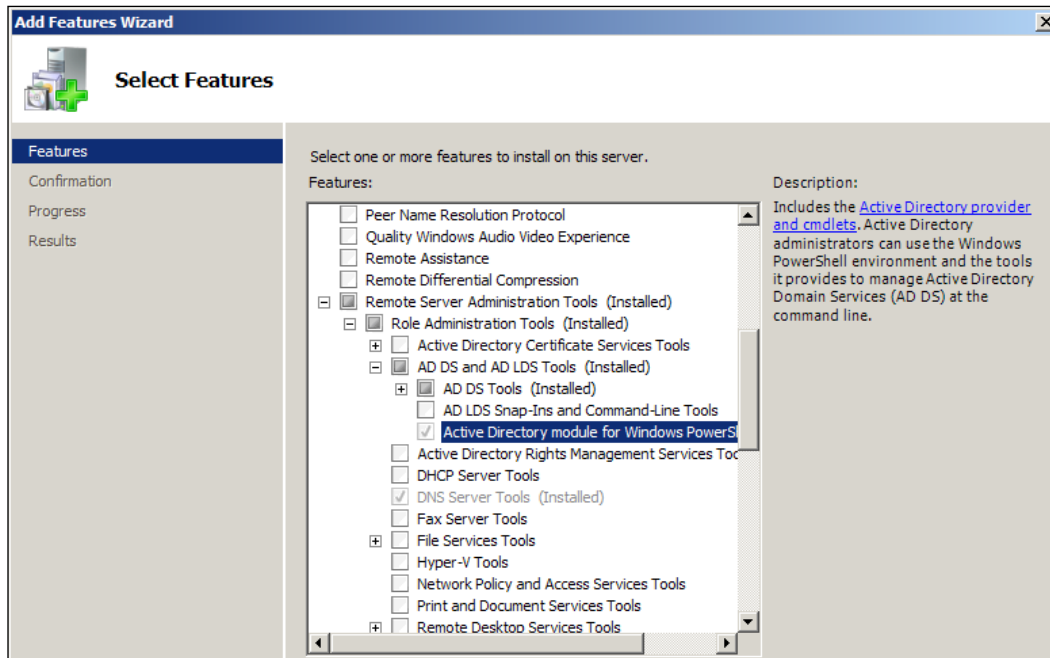 Add Features Wizard
Select Features
Features
Confirmation
Progress
Results
Select one or more features to install on this server.
Features:
Peer Name Resolution Protocol
Quality Windows Audio Video Experience
Remote Assistance
Remote Differential Compression
Remote Server Administration Tools (Installed)
Role Administration Tools (Installed)
Active Directory Certificate Services Tools
AD DS and AD LDS Tools (Installed)
AD DS Tools (Installed)
AD LDS Snap-Ins and Command-Line Tools
Active Directory module for Windows PowerS
Active Directory Rights Management Services Too
DHCP Server Tools
DNS Server Tools (Installed)
Fax Server Tools
File Services Tools
Hyper-V Tools
Network Policy and Access Services Tools
Print and Document Services Tools
Remote Desktop Services Tools
Description:
Includes the Active Directory provider
and cmdlets. Active Directory
administrators can use the Windows
PowerShell environment and the tools
it provides to manage Active Directory
Domain Services (AD DS) at the
command line.